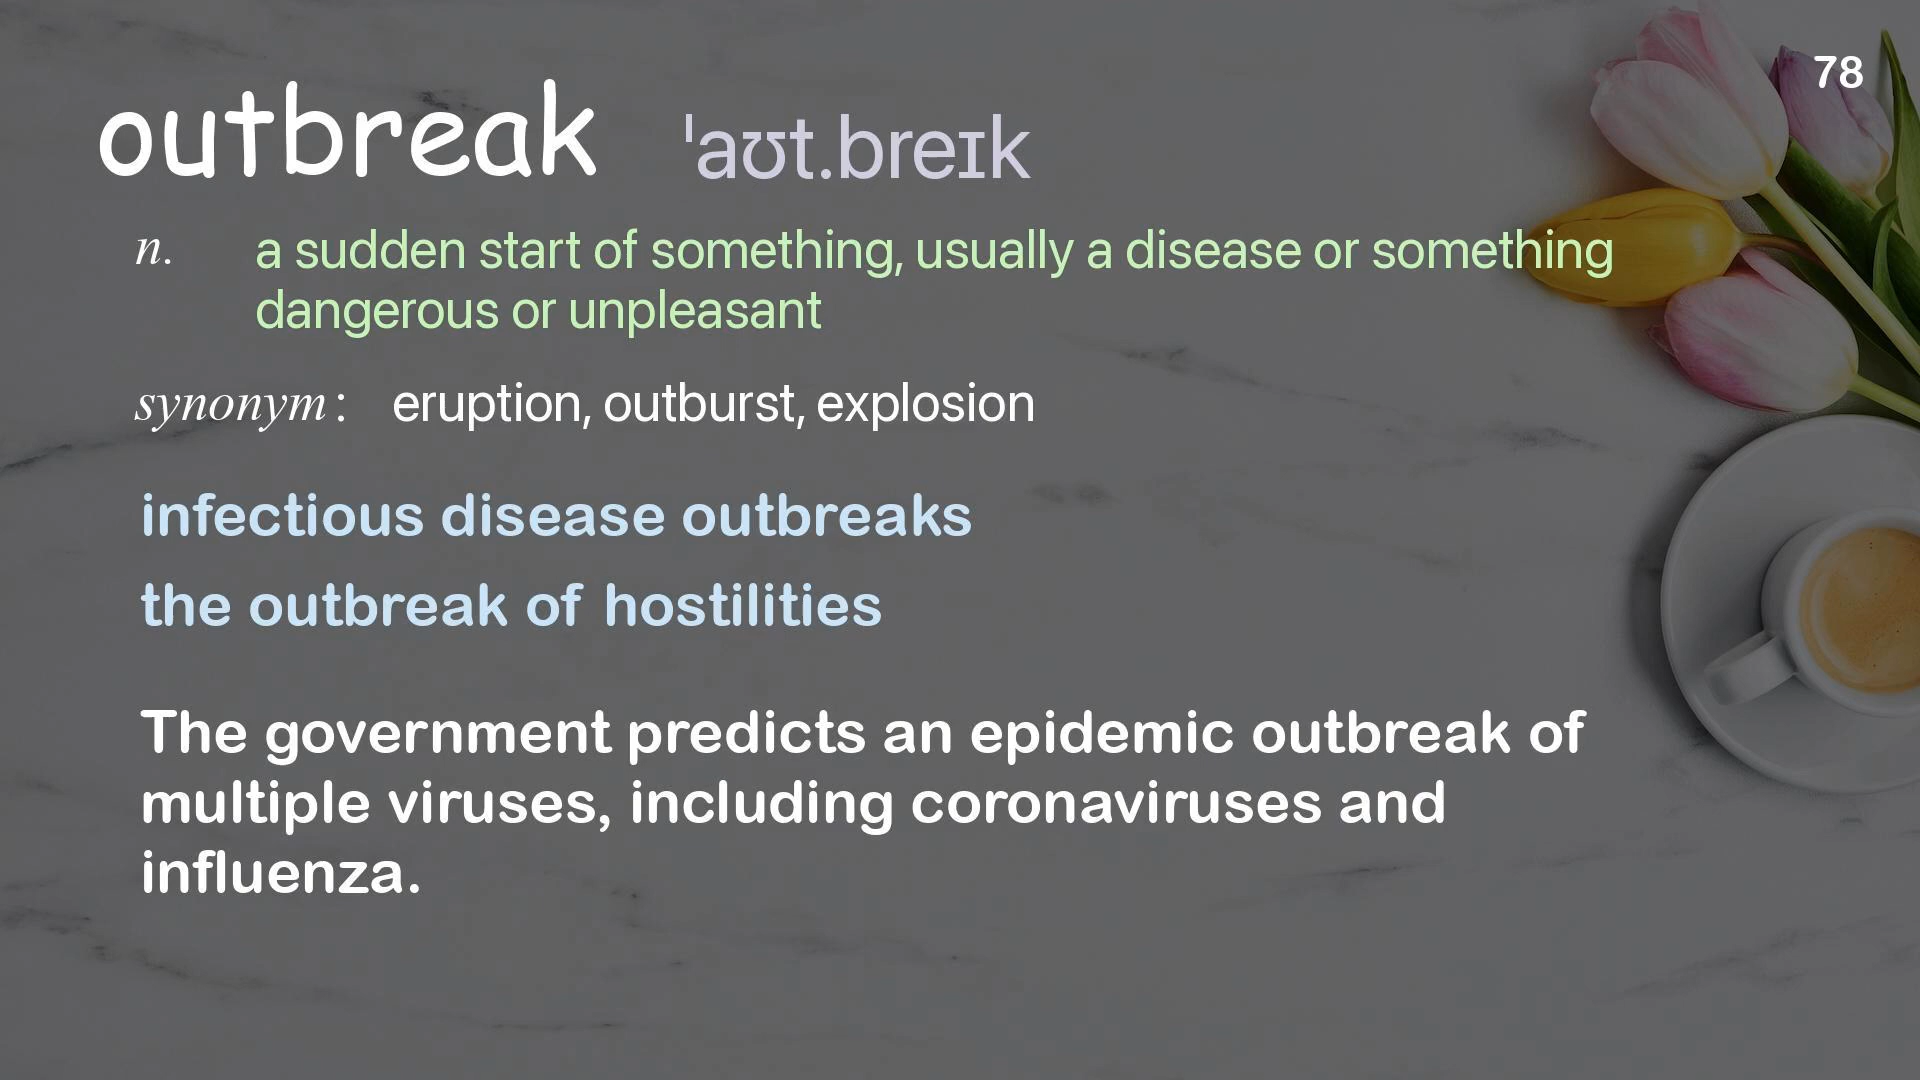 78
outbreak ˈaʊt.breɪk
n. a sudden start of something, usually a disease or something
dangerous or unpleasant
synonym: eruption, outburst, explosion
infectious disease outbreaks
the outbreak of hostilities
The government predicts an epidemic outbreak of
multiple viruses, including coronaviruses and
influenza.